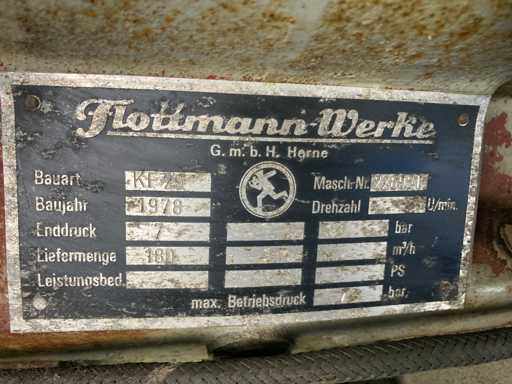 Flottmann-Werke
G.m.b.H. Herne
Bauart Masch-Nr.
Baujahr 1978 Drehzahl U/min.
Enddruck 7 bar
Liefermenge 180 m³/h
Leistungsbed. PS
max. Betriebsdruck bar